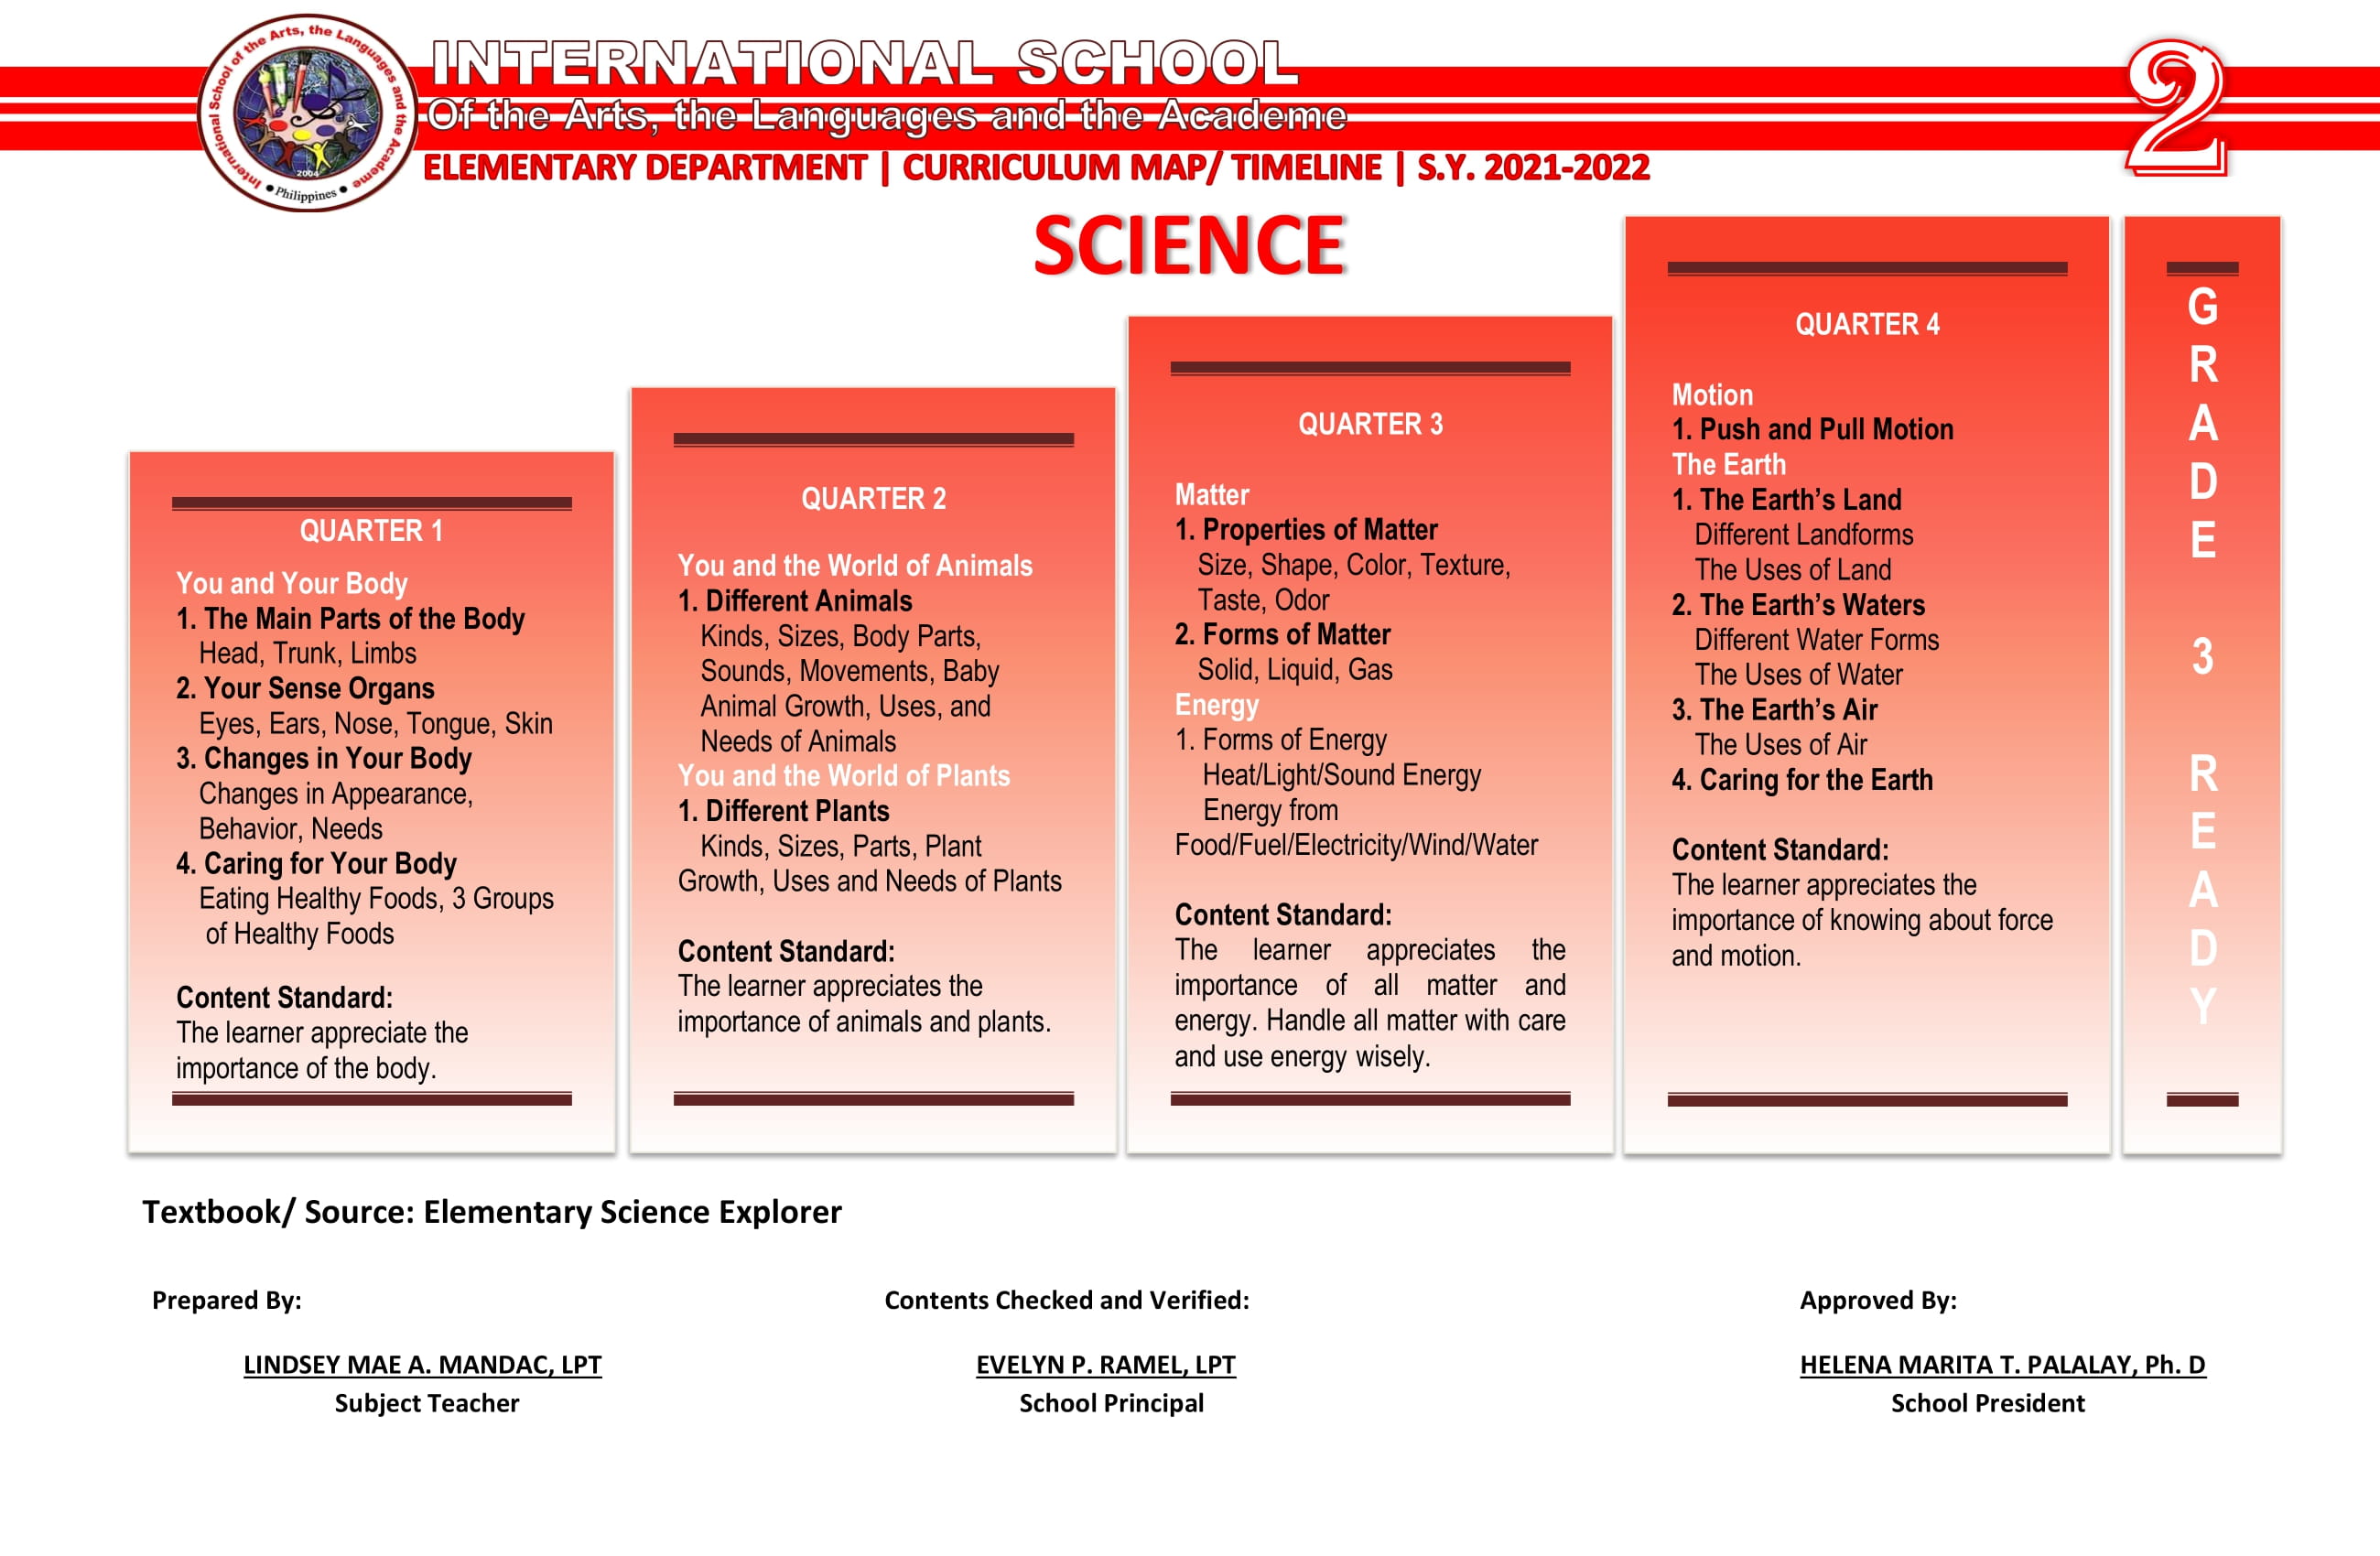 International School of the Arts, the Languages and the Academe
2004
• Philippines •
INTERNATIONAL SCHOOL
Of the Arts, the Languages and the Academe
ELEMENTARY DEPARTMENT | CURRICULUM MAP/ TIMELINE | S.Y. 2021-2022
2
SCIENCE
QUARTER 1
You and Your Body
1. The Main Parts of the Body
Head, Trunk, Limbs
2. Your Sense Organs
Eyes, Ears, Nose, Tongue, Skin
3. Changes in Your Body
Changes in Appearance,
Behavior, Needs
4. Caring for Your Body
Eating Healthy Foods, 3 Groups
of Healthy Foods
Content Standard:
The learner appreciate the
importance of the body.
QUARTER 2
You and the World of Animals
1. Different Animals
Kinds, Sizes, Body Parts,
Sounds, Movements, Baby
Animal Growth, Uses, and
Needs of Animals
You and the World of Plants
1. Different Plants
Kinds, Sizes, Parts, Plant
Growth, Uses and Needs of Plants
Content Standard:
The learner appreciates the
importance of animals and plants.
QUARTER 3
Matter
1. Properties of Matter
Size, Shape, Color, Texture,
Taste, Odor
2. Forms of Matter
Solid, Liquid, Gas
Energy
1. Forms of Energy
Heat/Light/Sound Energy
Energy from
Food/Fuel/Electricity/Wind/Water
Content Standard:
The learner appreciates the
importance of all matter and
energy. Handle all matter with care
and use energy wisely.
QUARTER 4
Motion
1. Push and Pull Motion
The Earth
1. The Earth's Land
Different Landforms
The Uses of Land
2. The Earth's Waters
Different Water Forms
The Uses of Water
3. The Earth's Air
The Uses of Air
4. Caring for the Earth
Content Standard:
The learner appreciates the
importance of knowing about force
and motion.
GRADE 3 READY
Textbook/ Source: Elementary Science Explorer
Prepared By:
LINDSEY MAE A. MANDAC, LPT
Subject Teacher
Contents Checked and Verified:
EVELYN P. RAMEL, LPT
School Principal
Approved By:
HELENA MARITA T. PALALAY, Ph. D
School President